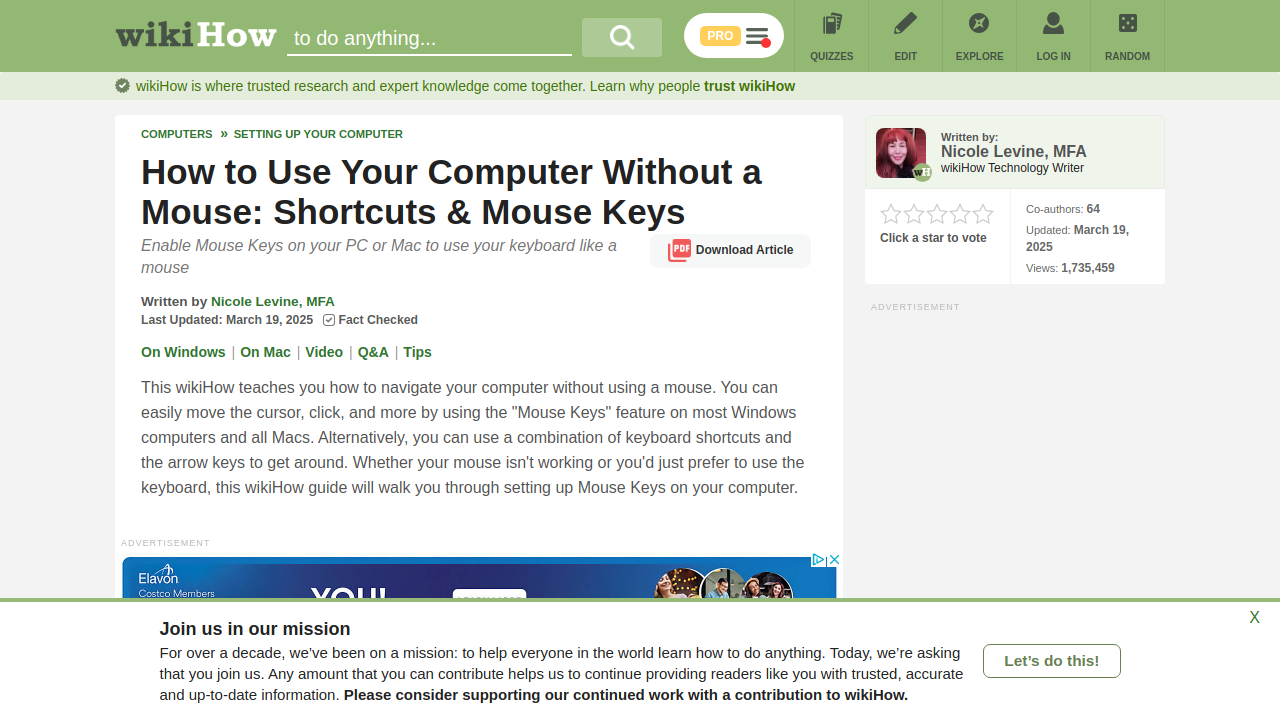 wikiHow
to do anything...
PRO
QUIZZES
EDIT
EXPLORE
LOG IN
RANDOM
wikiHow is where trusted research and expert knowledge come together. Learn why people trust wikiHow
COMPUTERS » SETTING UP YOUR COMPUTER
How to Use Your Computer Without a
Mouse: Shortcuts & Mouse Keys
Enable Mouse Keys on your PC or Mac to use your keyboard like a
mouse
PDF Download Article
Written by Nicole Levine, MFA
Last Updated: March 19, 2025 Fact Checked
On Windows | On Mac | Video | Q&A | Tips
This wikiHow teaches you how to navigate your computer without using a mouse. You can
easily move the cursor, click, and more by using the "Mouse Keys" feature on most Windows
computers and all Macs. Alternatively, you can use a combination of keyboard shortcuts and
the arrow keys to get around. Whether your mouse isn't working or you'd just prefer to use the
keyboard, this wikiHow guide will walk you through setting up Mouse Keys on your computer.
ADVERTISEMENT
Elavon
Costco Members
YOU!
Written by:
Nicole Levine, MFA
wikiHow Technology Writer
wH
Click a star to vote
Co-authors: 64
Updated: March 19,
2025
Views: 1,735,459
ADVERTISEMENT
X
Join us in our mission
For over a decade, we’ve been on a mission: to help everyone in the world learn how to do anything. Today, we’re asking
that you join us. Any amount that you can contribute helps us to continue providing readers like you with trusted, accurate
and up-to-date information. Please consider supporting our continued work with a contribution to wikiHow.
Let’s do this!